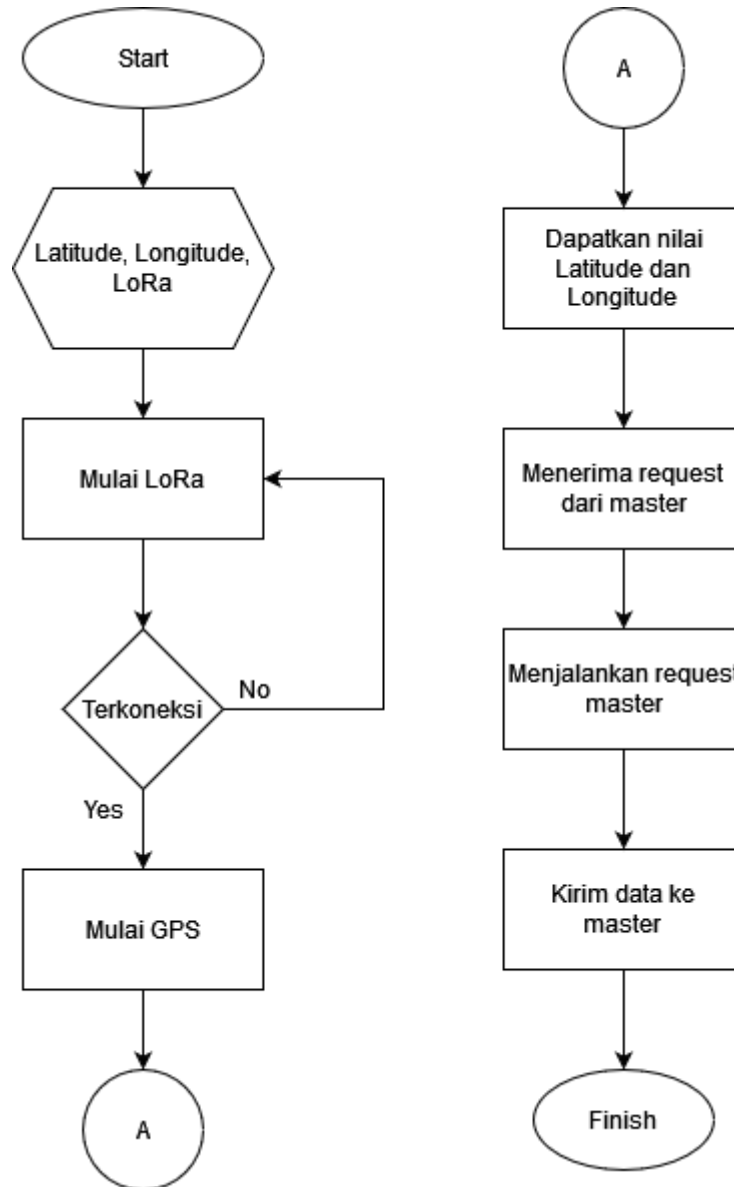 Start
Latitude, Longitude,
LoRa
Mulai LoRa
Terkoneksi
No
Yes
Mulai GPS
A
A
Dapatkan nilai
Latitude dan
Longitude
Menerima request
dari master
Menjalankan request
master
Kirim data ke
master
Finish